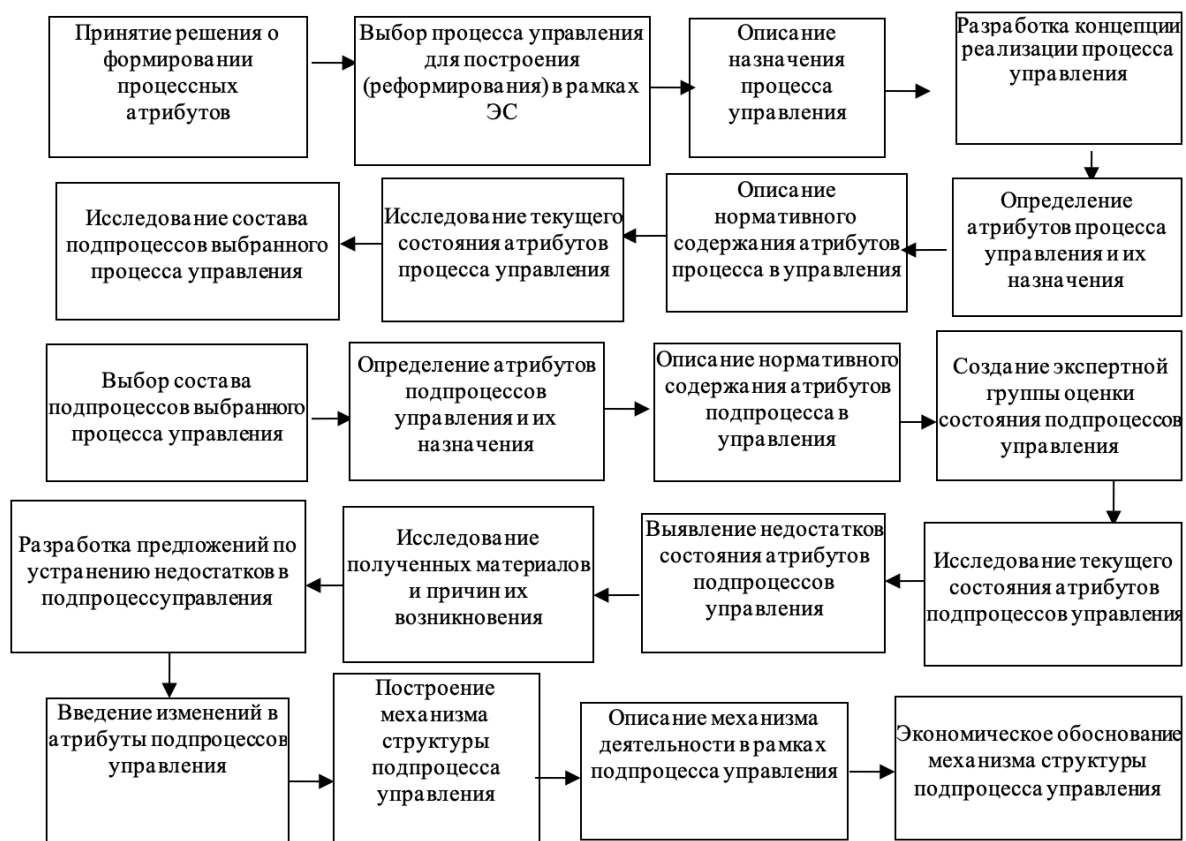 Принятие решения о
формировании
процессных
атрибутов
Выбор процесса управления
для построения
(реформирования) в рамках
ЭС
Описание
назначения
процесса
управления
Разработка концепции
реализации процесса
управления
Определение
атрибутов процесса
управления и их
назначения
Описание
нормативного
содержания атрибутов
процесса в управления
Исследование текущего
состояния атрибутов
процесса управления
Исследование состава
подпроцессов выбранного
процесса управления
Выбор состава
подпроцессов выбранного
процесса управления
Определение атрибутов
подпроцессов
управления и их
назначения
Описание нормативного
содержания атрибутов
подпроцесса в
управления
Создание экспертной
группы оценки
состояния подпроцессов
управления
Исследование текущего
состояния атрибутов
подпроцессов управления
Выявление недостатков
состояния атрибутов
подпроцессов
управления
Исследование
полученных материалов
и причин их
возникновения
Разработка предложений по
устранению недостатков в
подпроцессуправления
Введение изменений в
атрибуты подпроцессов
управления
Построение
механизма
структуры
подпроцесса
управления
Описание механизма
деятельности в рамках
подпроцесса управления
Экономическое обоснование
механизма структуры
подпроцесса управления